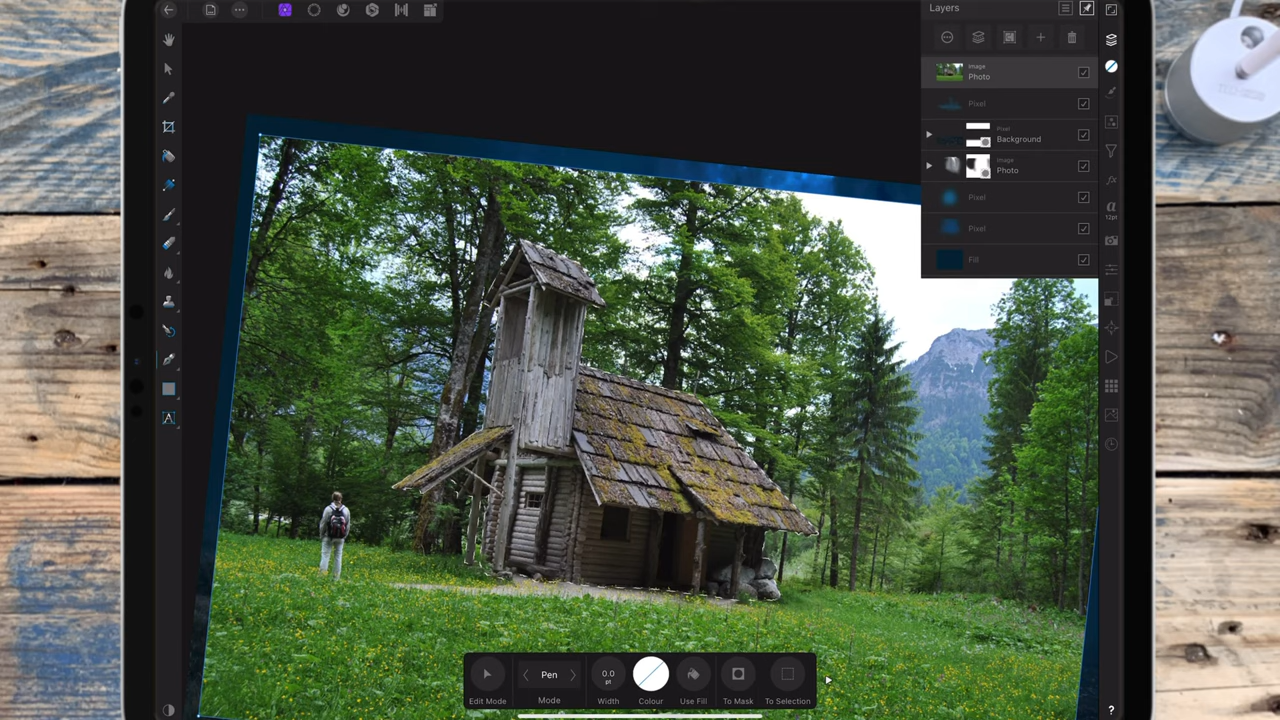 Layers
Image
Photo
Pixel
Pixel
Background
Image
Photo
Pixel
Pixel
Fill
12pt
A
Pen
0.0
pt
Edit Mode
Mode
Width
Colour
Use Fill
To Mask
To Selection
?